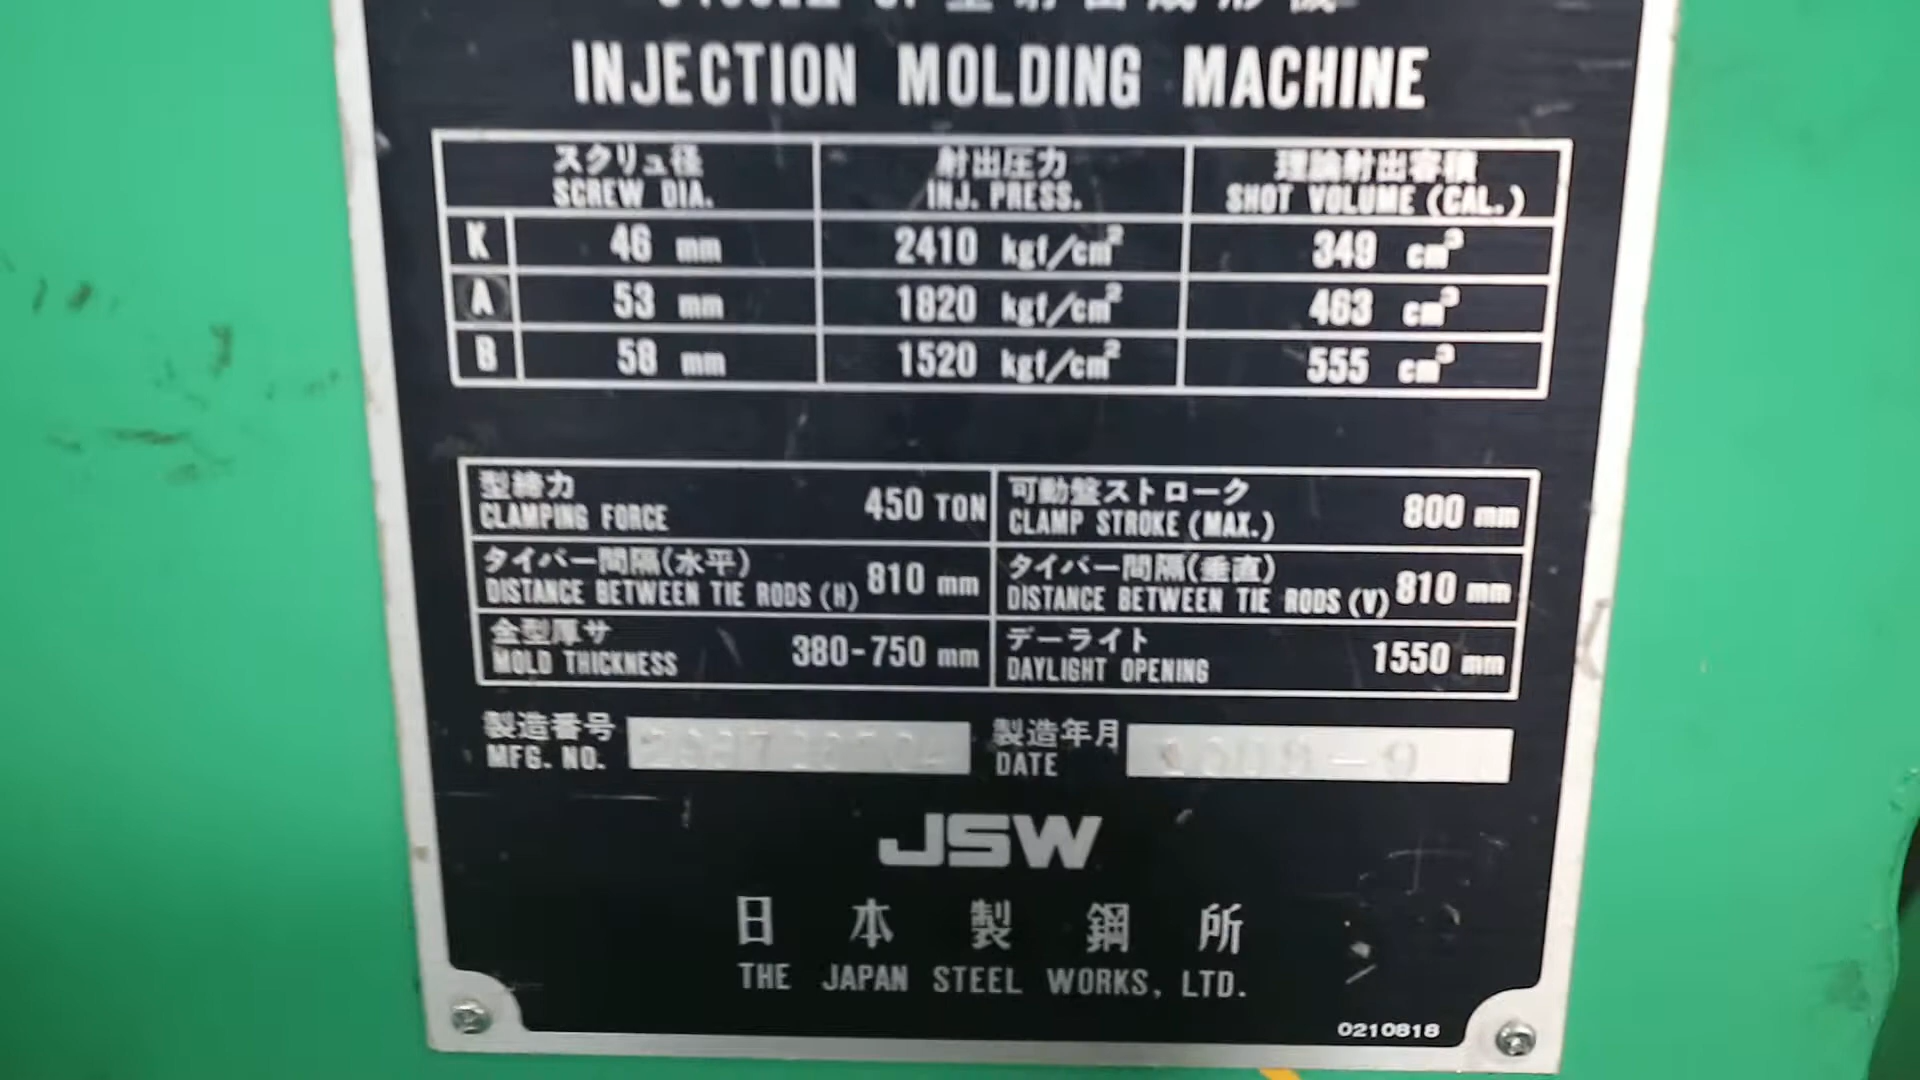 INJECTION MOLDING MACHINE
スクリュ径 射出圧力 理論射出容積
SCREW DIA. INJ. PRESS. SHOT VOLUME (CAL.)
K 46 mm 2410 kgf/cm² 349 cm³
A 53 mm 1820 kgf/cm² 463 cm³
B 58 mm 1520 kgf/cm² 555 cm³
型締力
CLAMPING FORCE 450 TON
可動盤ストローク
CLAMP STROKE (MAX.) 800 mm
タイバー間隔(水平)
DISTANCE BETWEEN TIE RODS (H) 810 mm
タイバー間隔(垂直)
DISTANCE BETWEEN TIE RODS (V) 810 mm
金型厚サ
MOLD THICKNESS 380-750 mm
デーライト
DAYLIGHT OPENING 1550 mm
製造番号
MFG. NO.
製造年月
DATE
JSW
日本製鋼所
THE JAPAN STEEL WORKS, LTD.
0210818